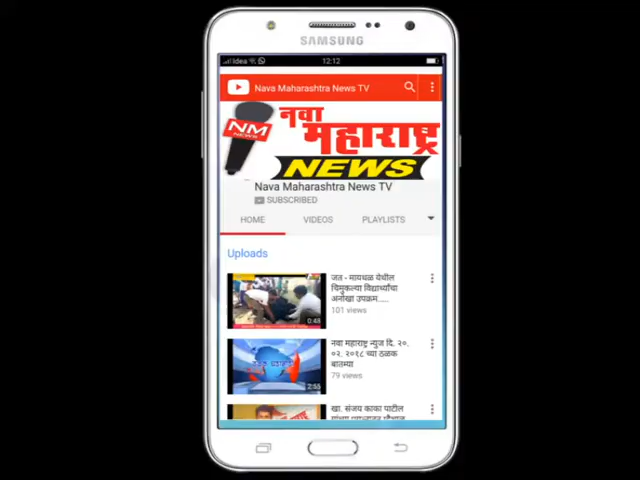 SAMSUNG
Idea
12:12
Nava Maharashtra News TV
NM
NEWS
नवा
महाराष्ट्र
NEWS
Nava Maharashtra News TV
SUBSCRIBED
HOME VIDEOS PLAYLISTS
Uploads
जत - मायथळ येथील
चिमुकल्या विद्यार्थ्यांचा
अनोखा उपक्रम.....
101 views
0:48
नवा महाराष्ट्र न्युज दि. २०.
०२. २०१८ च्या ठळक
बातम्या
79 views
2:55
खा. संजय काका पाटील